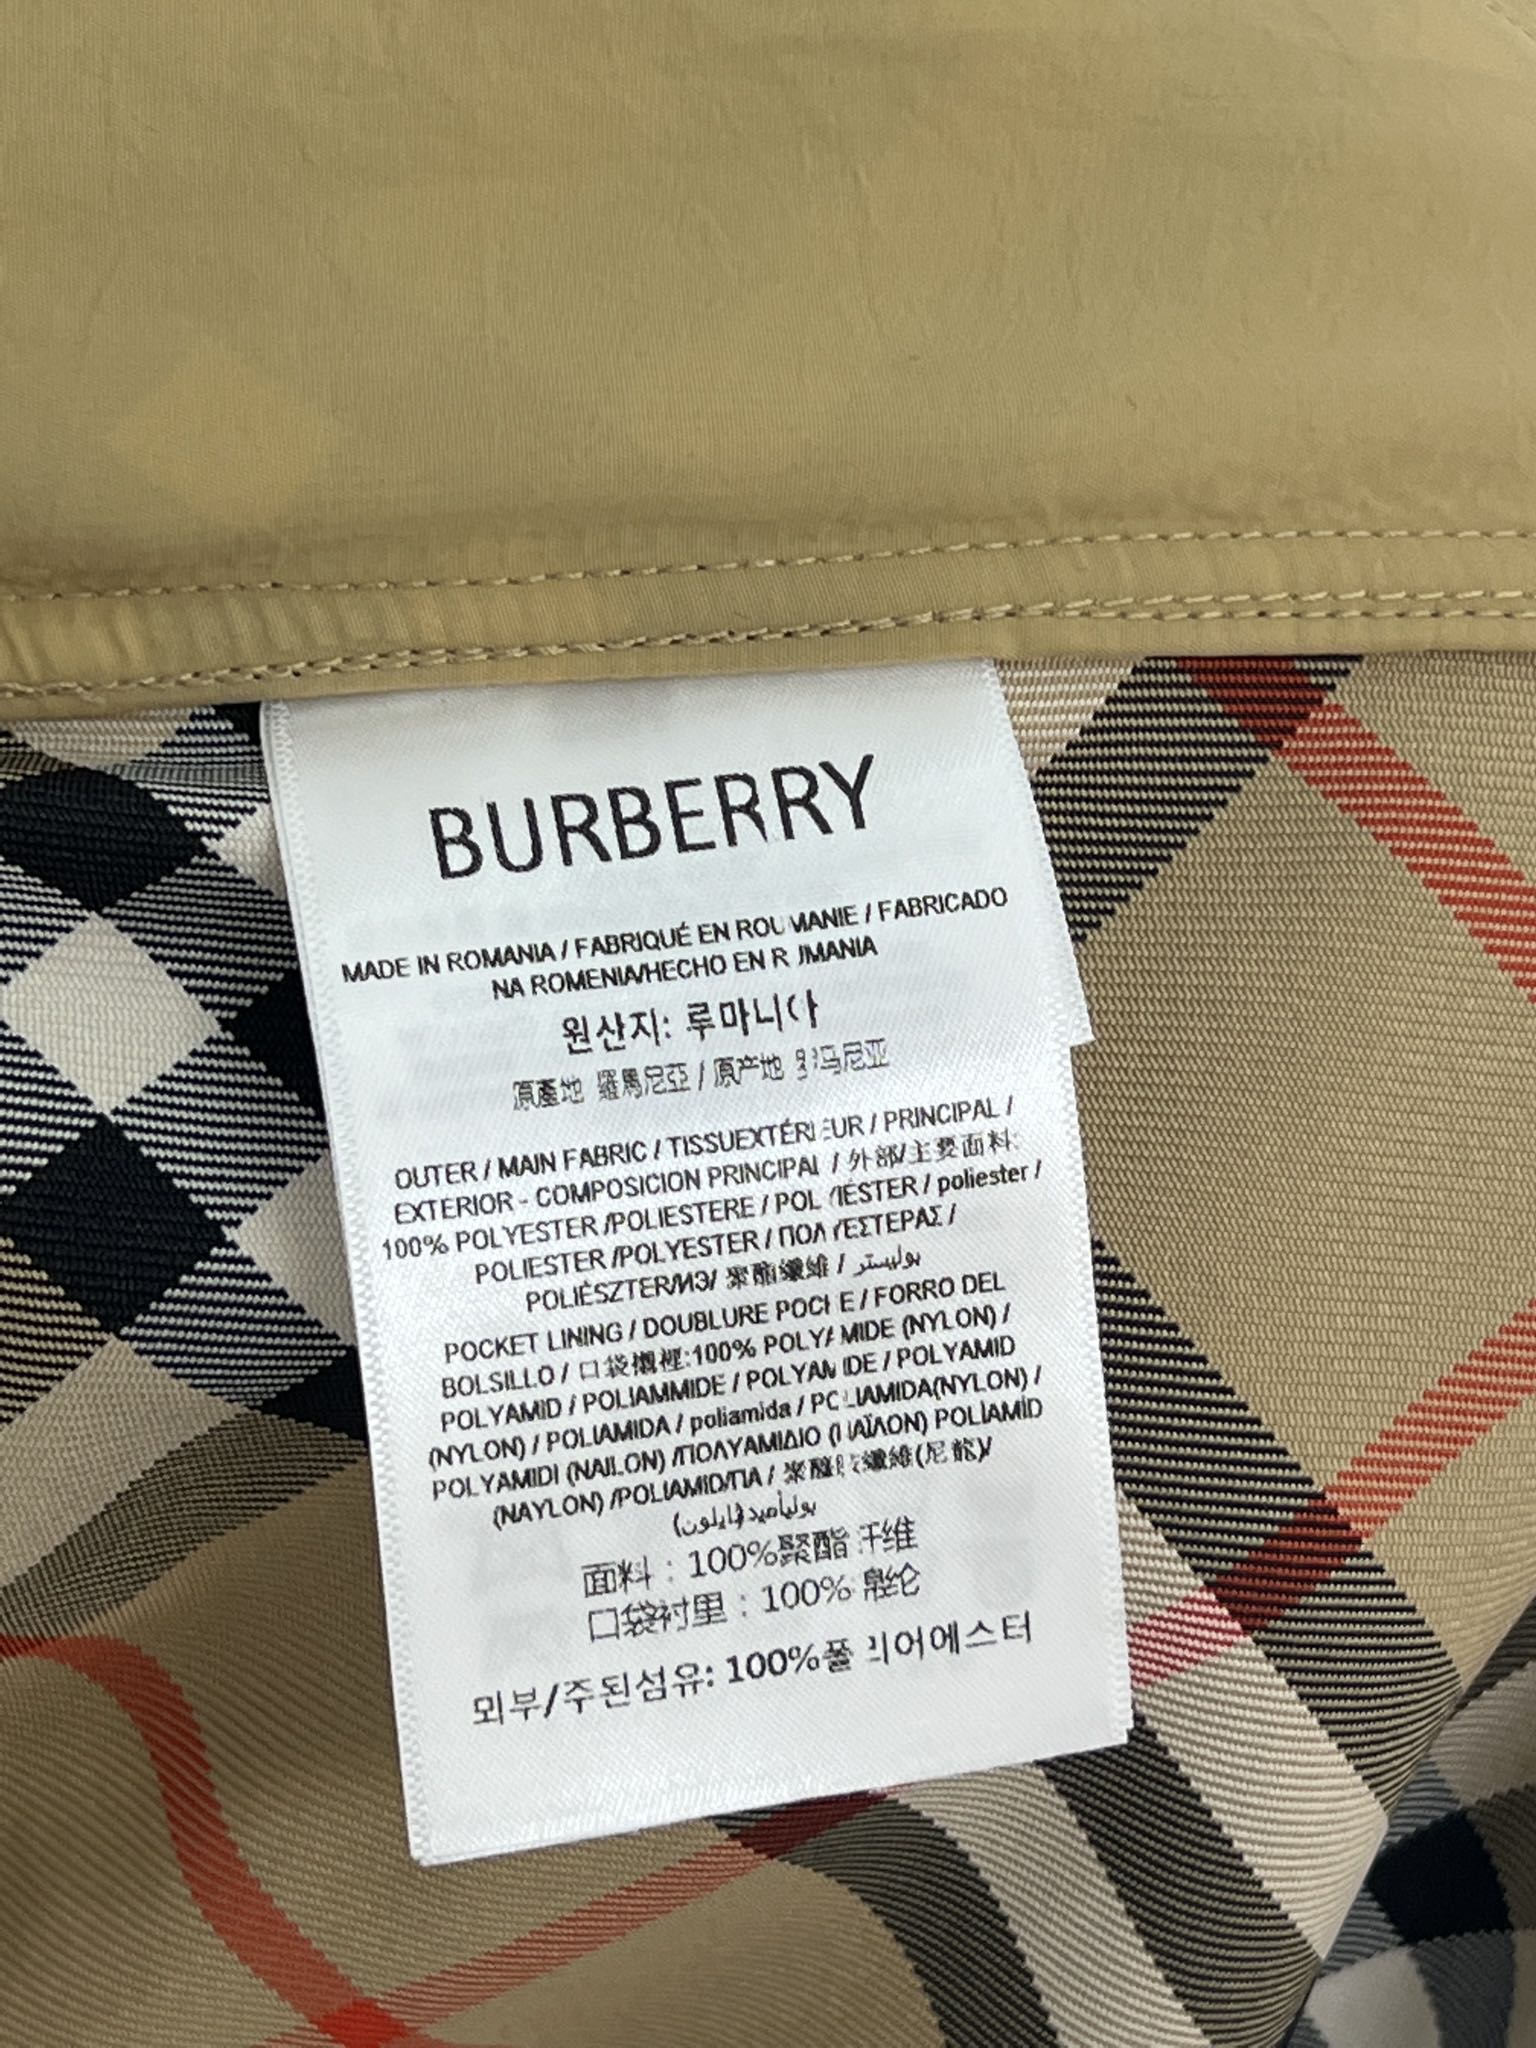 BURBERRY
MADE IN ROMANIA / FABRIQUÉ EN ROUMANIE / FABRICADO
NA ROMENIA/HECHO EN RUMANIA
원산지: 루마니아
原產地 羅馬尼亞 / 原产地 罗马尼亚
OUTER / MAIN FABRIC / TISSUEXTÉRIEUR / PRINCIPAL /
EXTERIOR - COMPOSICION PRINCIPAL / 外部/主要面料:
100% POLYESTER /POLIESTERE / POLIÉSTER / poliester /
POLIESTER /POLYESTER / ΠΟΛΥΕΣΤΕΡΑΣ /
POLIÉSZTER/ИЭ/ 聚酯纖維 / بوليستر
POCKET LINING / DOUBLURE POCHE / FORRO DEL
BOLSILLO / 口袋襯裡:100% POLYAMIDE (NYLON) /
POLYAMID / POLIAMMIDE / POLYAMIDE / POLYAMID
(NYLON) / POLIAMIDA / poliamida / POLIAMIDA(NYLON) /
POLYAMIDI (NAILON) /ΠΟΛΥΑΜΙΔΙΟ (ΝΑΪΛΟΝ) POLIAMID
(NAYLON) /POLIAMID/ПА / 聚醯胺纖維(尼龍)/
بولياميد (نايلون)
面料 : 100%聚酯纤维
口袋衬里 : 100% 锦纶
외부/주된섬유: 100%폴리에스터